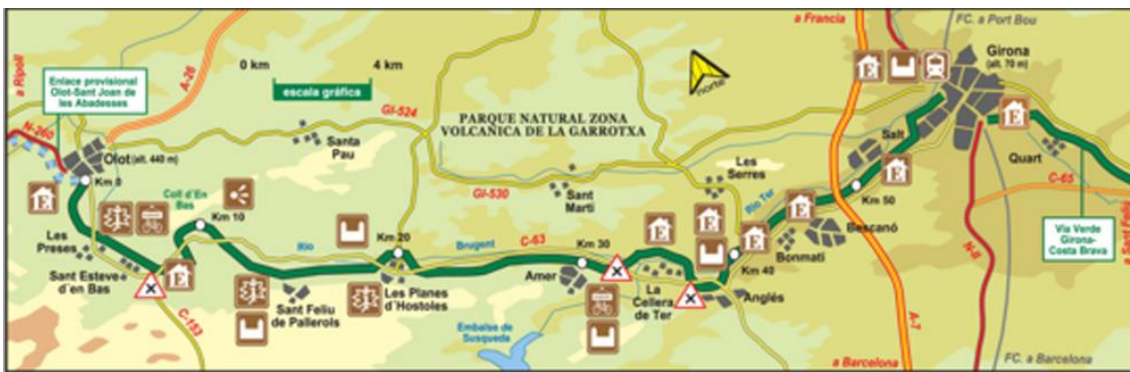 a Ripoll
Enlace provisional
Olot-Sant Joan de
les Abadesses
N-260
A-26
0 km
4 km
escala gráfica
GI-524
PARQUE NATURAL ZONA
VOLCANICA DE LA GARROTXA
norte
a Francia
FC. a Port Bou
Girona
(alt. 70 m)
Olot (alt. 440 m)
Km 0
Santa
Pau
Coll d'En
Bas
Km 10
Les
Preses
Sant Esteve
d'en Bas
C-153
Río
Sant Feliu
de Pallerols
Km 20
Les Planes
d'Hostoles
Brugent
C-63
GI-530
Sant
Martí
Les
Serres
Río Ter
Km 30
Amer
Embalse de
Susqueda
La
Cellera
de Ter
Anglés
Km 40
Bonmatí
Bescanó
Km 50
Salt
Quart
C-65
Via Verde
Girona-
Costa Brava
a Sant Feliu
N-II
A-7
a Barcelona
FC. a Barcelona
E
E
E
E
E
E
E
E